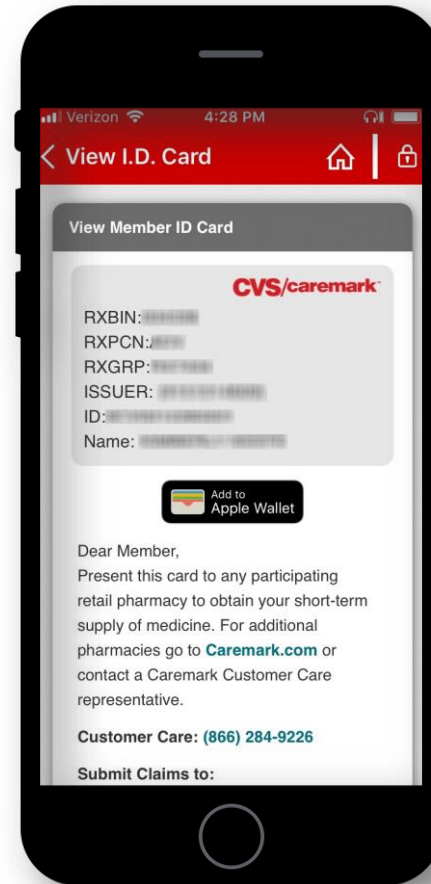 Verizon 4:28 PM
View I.D. Card
View Member ID Card
CVS/caremark
RXBIN:
RXPCN:
RXGRP:
ISSUER:
ID:
Name:
Add to
Apple Wallet
Dear Member,
Present this card to any participating
retail pharmacy to obtain your short-term
supply of medicine. For additional
pharmacies go to Caremark.com or
contact a Caremark Customer Care
representative.
Customer Care: (866) 284-9226
Submit Claims to: